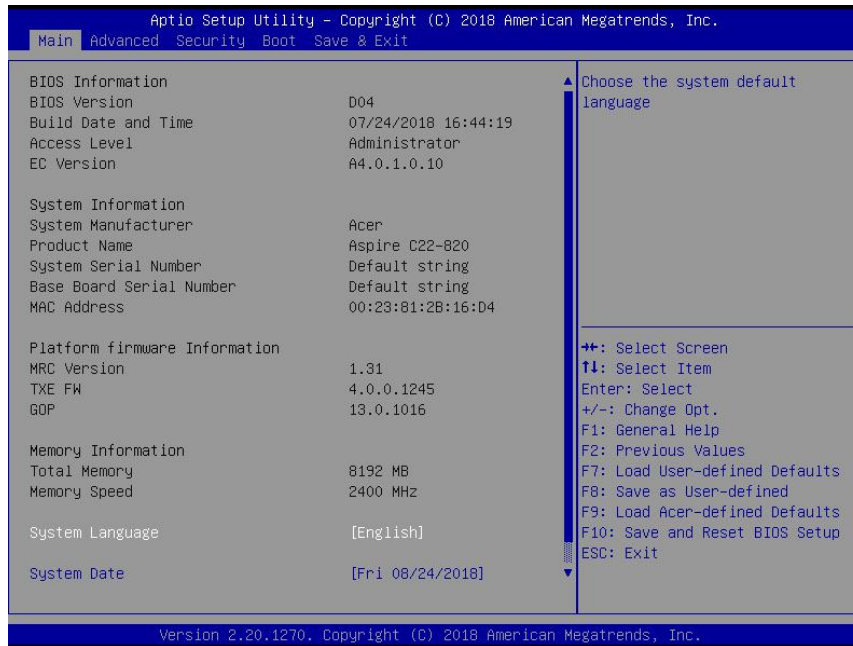 Aptio Setup Utility – Copyright (C) 2018 American Megatrends, Inc.
Main Advanced Security Boot Save & Exit
BIOS Information
BIOS Version D04
Build Date and Time 07/24/2018 16:44:19
Access Level Administrator
EC Version A4.0.1.0.10
System Information
System Manufacturer Acer
Product Name Aspire C22-820
System Serial Number Default string
Base Board Serial Number Default string
MAC Address 00:23:81:2B:16:D4
Platform firmware Information
MRC Version 1.31
TXE FW 4.0.0.1245
GOP 13.0.1016
Memory Information
Total Memory 8192 MB
Memory Speed 2400 MHz
System Language [English]
System Date [Fri 08/24/2018]
Choose the system default
language
→←: Select Screen
↑↓: Select Item
Enter: Select
+/-: Change Opt.
F1: General Help
F2: Previous Values
F7: Load User-defined Defaults
F8: Save as User-defined
F9: Load Acer-defined Defaults
F10: Save and Reset BIOS Setup
ESC: Exit
Version 2.20.1270. Copyright (C) 2018 American Megatrends, Inc.